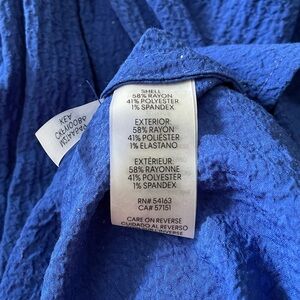 SHELL
58% RAYON
41% POLYESTER
1% SPANDEX
EXTERIOR:
58% RAYON
41% POLIÉSTER
1% ELASTANO
EXTÉRIEUR:
58% RAYONNE
41% POLYESTER
1% SPANDEX
RN# 54163
CA# 57151
CARE ON REVERSE
CUIDADO AL REVERSO
KEY